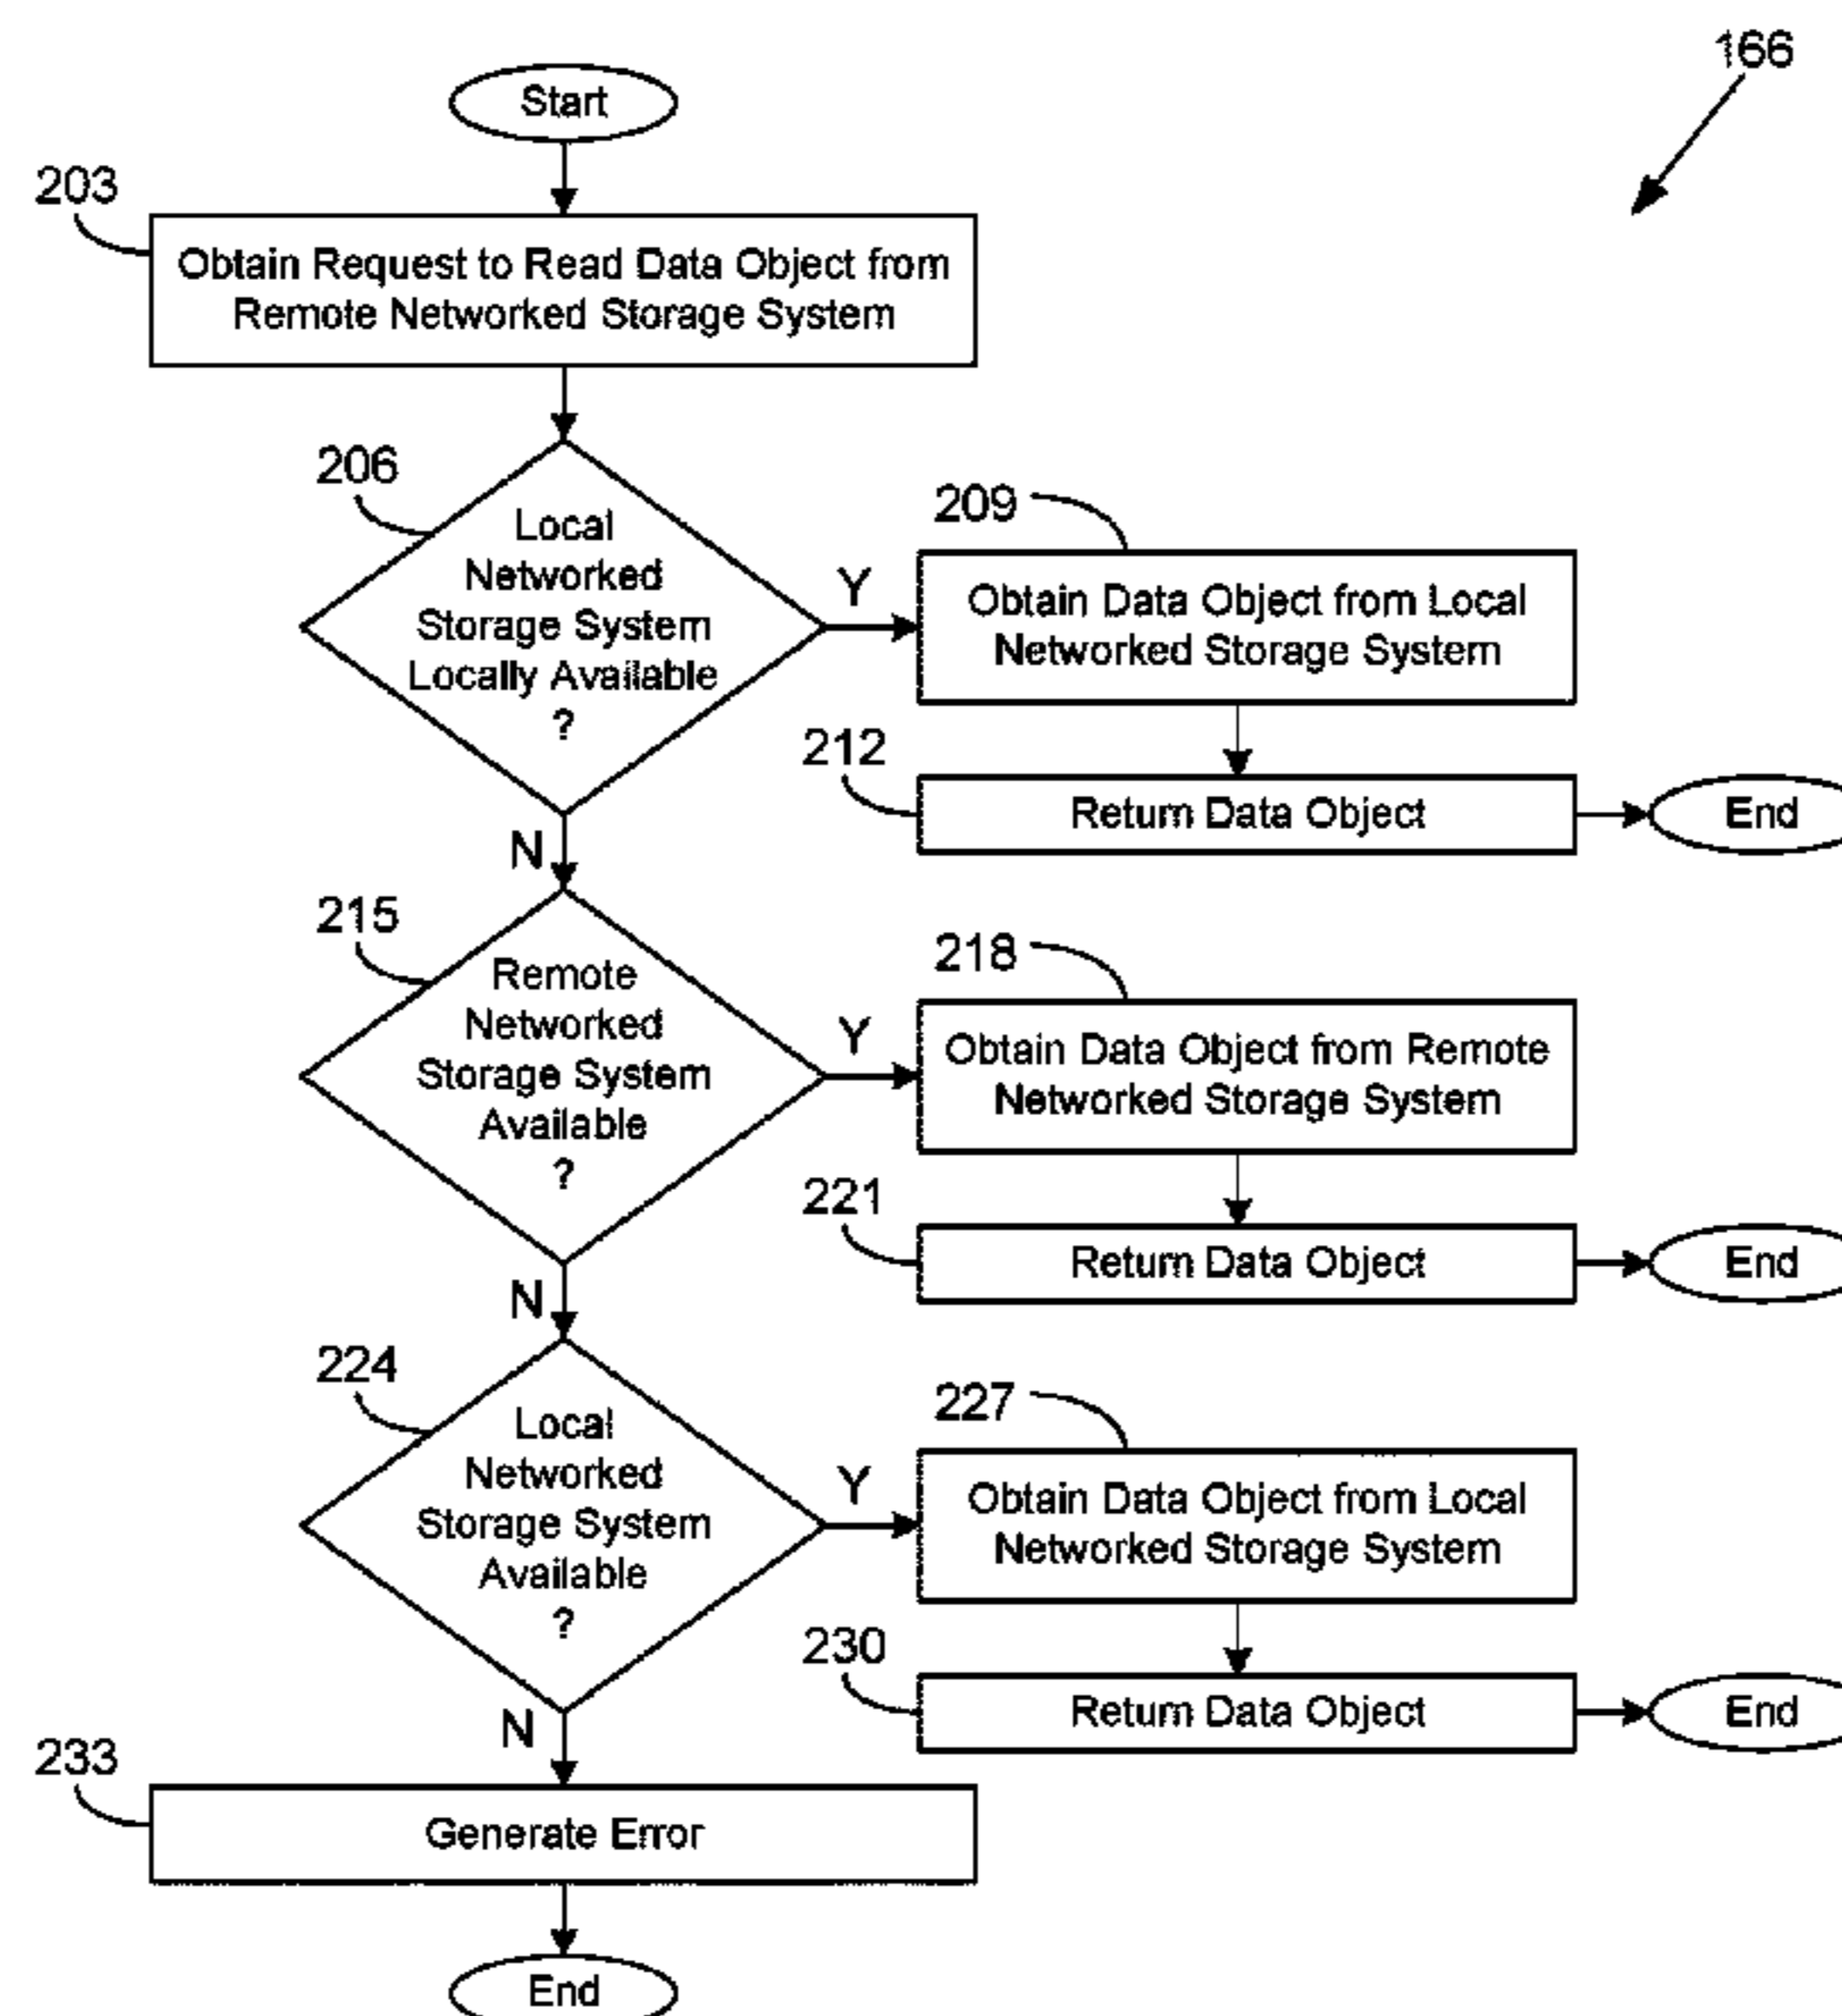 166
Start
203
Obtain Request to Read Data Object from
Remote Networked Storage System
206
Local
Networked
Storage System
Locally Available
?
Y
209
Obtain Data Object from Local
Networked Storage System
212
Return Data Object
End
N
215
Remote
Networked
Storage System
Available
?
Y
218
Obtain Data Object from Remote
Networked Storage System
221
Return Data Object
End
N
224
Local
Networked
Storage System
Available
?
Y
227
Obtain Data Object from Local
Networked Storage System
230
Return Data Object
End
N
233
Generate Error
End